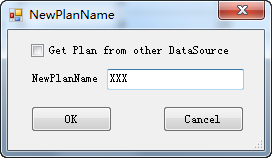 NewPlanName
Get Plan from other DataSource
NewPlanName XXX
OK Cancel